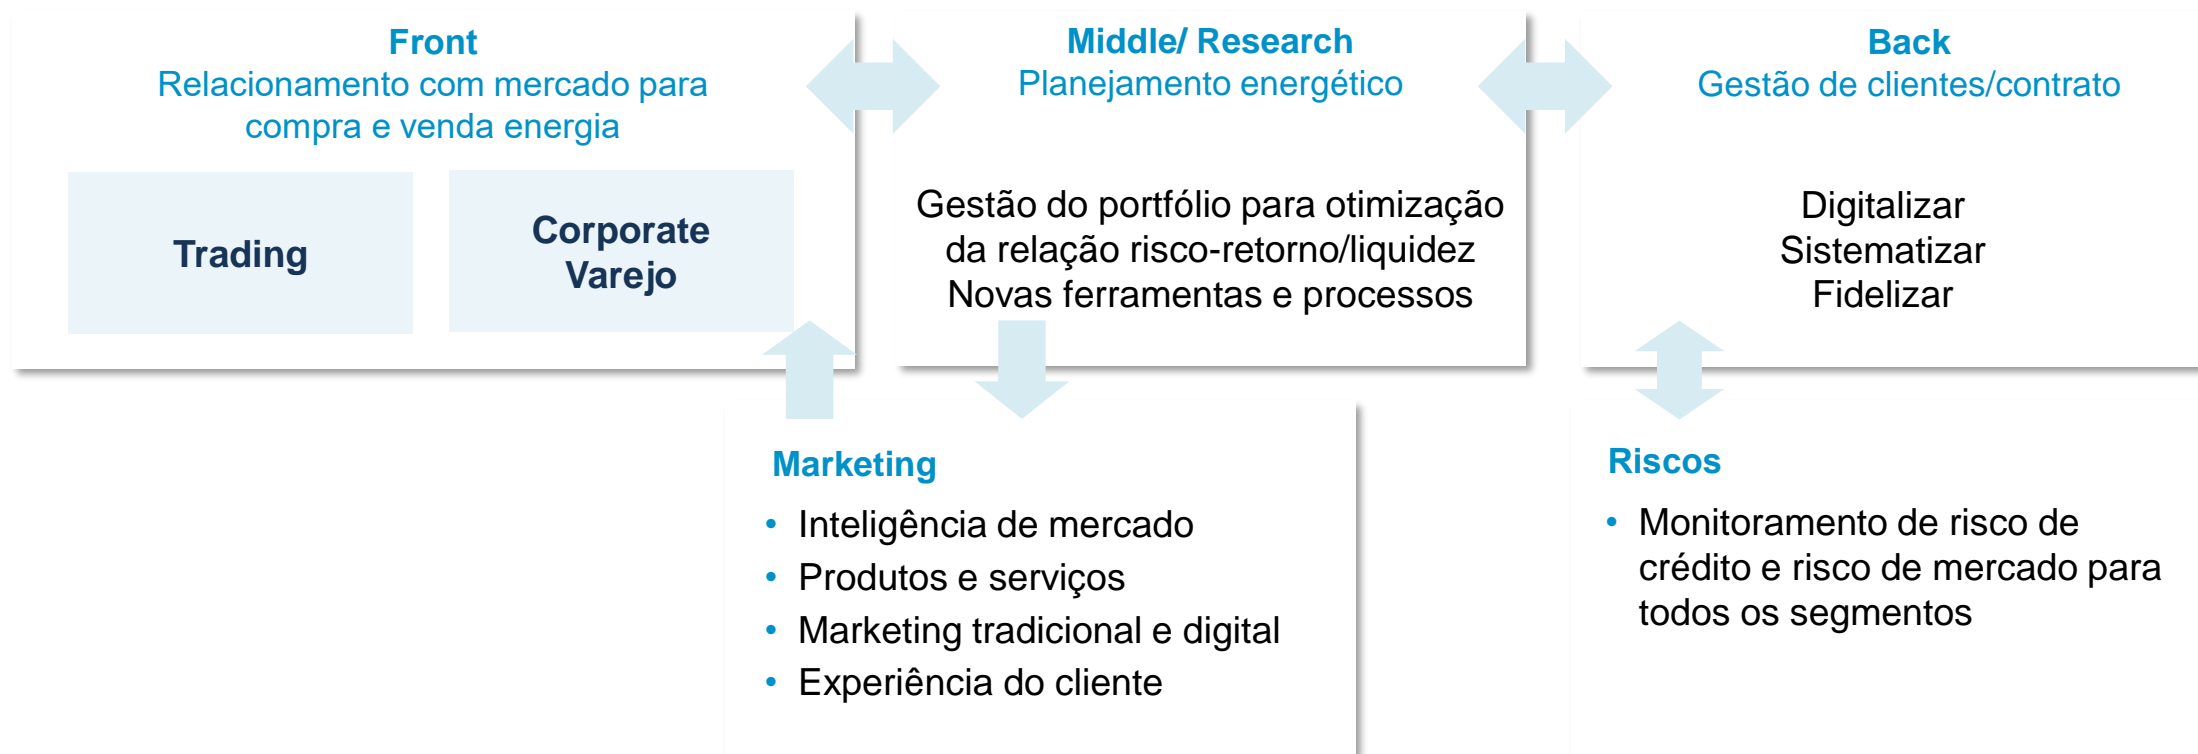 Front
Relacionamento com mercado para
compra e venda energia
Trading
Corporate
Varejo
Middle/ Research
Planejamento energético
Gestão do portfólio para otimização
da relação risco-retorno/liquidez
Novas ferramentas e processos
Back
Gestão de clientes/contrato
Digitalizar
Sistematizar
Fidelizar
Marketing
• Inteligência de mercado
• Produtos e serviços
• Marketing tradicional e digital
• Experiência do cliente
Riscos
• Monitoramento de risco de
crédito e risco de mercado para
todos os segmentos